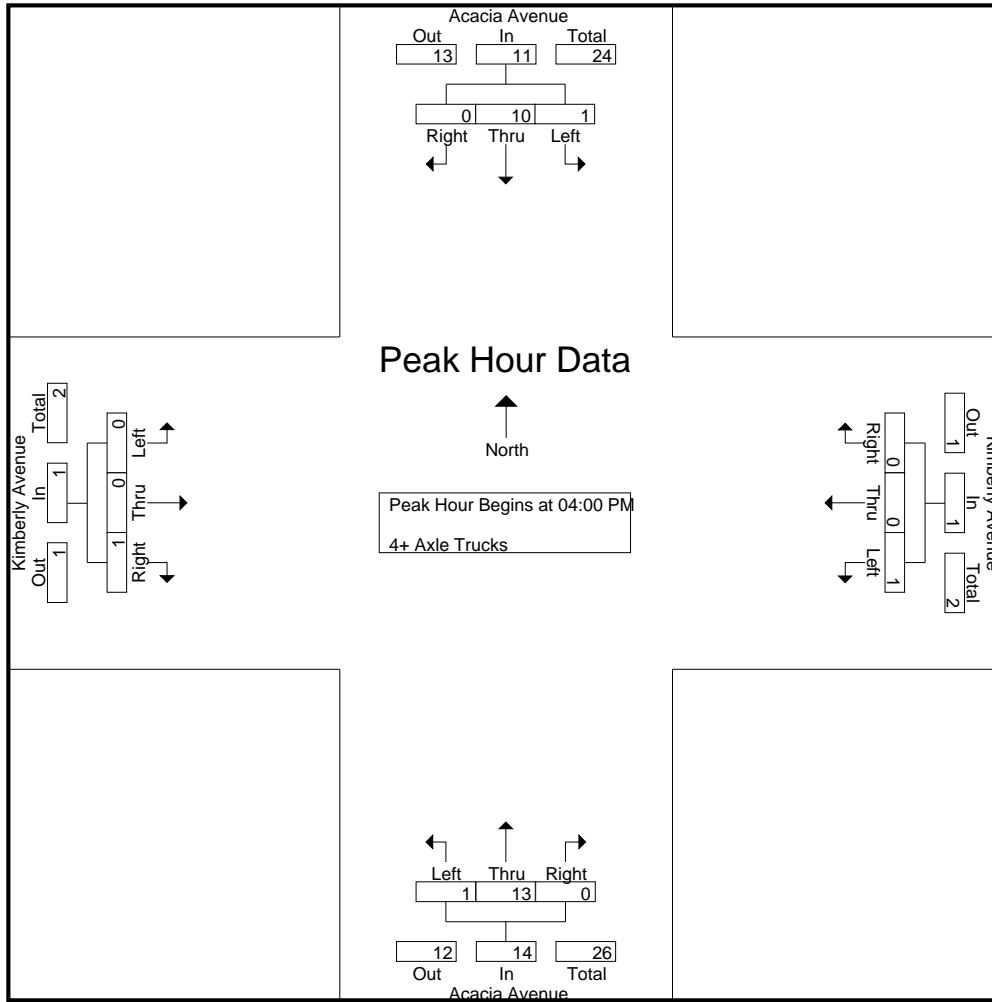 Acacia Avenue
Out In Total
13 11 24
0 10 1
Right Thru Left
Peak Hour Data
North
Peak Hour Begins at 04:00 PM
4+ Axle Trucks
Kimberly Avenue
Total In Out
2 1 1
0 0 1
Left Thru Right
Right Thru Left
0 0 1
1 1 2
Out In Total
Kimberly Avenue
Left Thru Right
1 13 0
12 14 26
Out In Total
Acacia Avenue